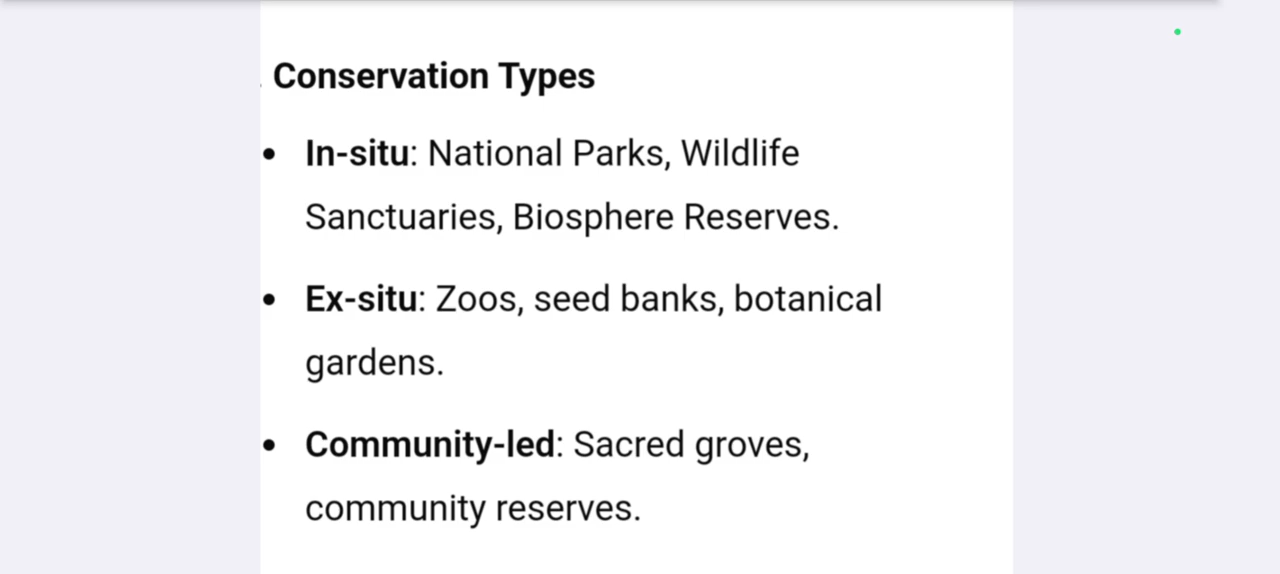 . Conservation Types
• In-situ: National Parks, Wildlife
Sanctuaries, Biosphere Reserves.
• Ex-situ: Zoos, seed banks, botanical
gardens.
• Community-led: Sacred groves,
community reserves.